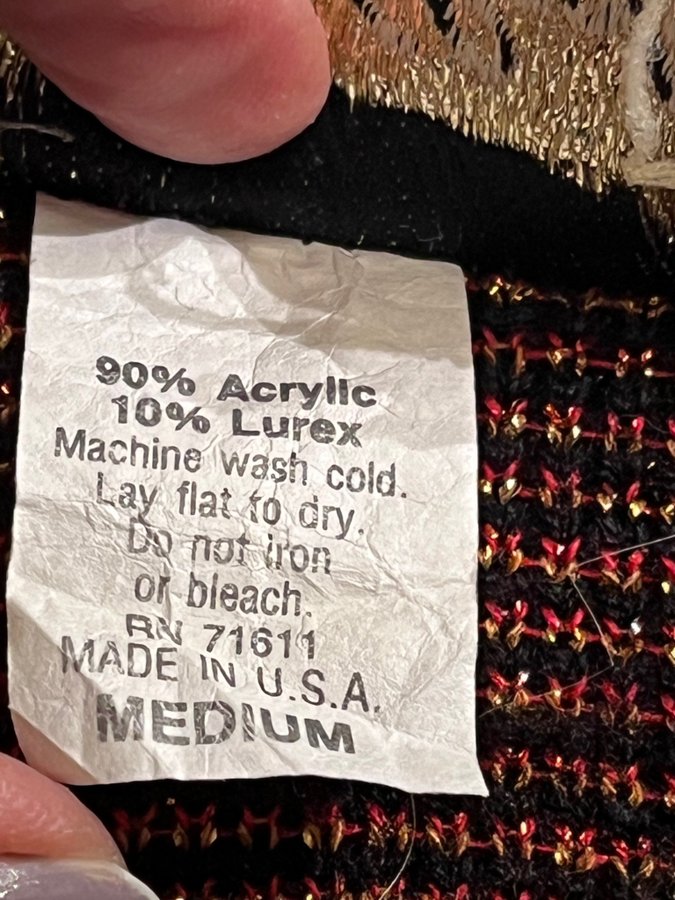 90% Acrylic
10% Lurex
Machine wash cold.
Lay flat to dry.
Do not iron
or bleach.
RN 71611
MADE IN U.S.A.
MEDIUM